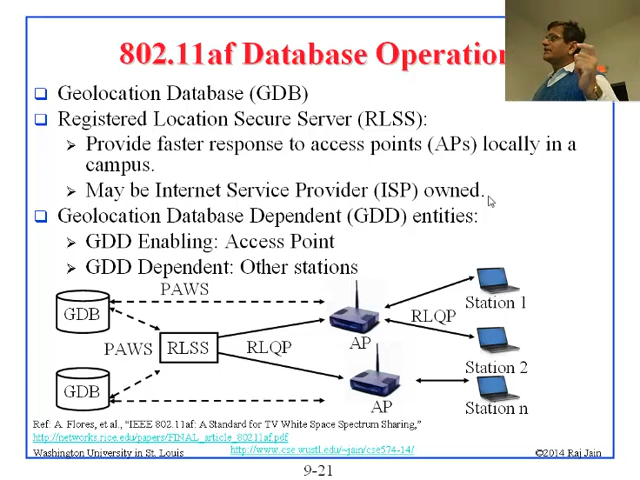 802.11af Database Operation
Geolocation Database (GDB)
Registered Location Secure Server (RLSS):
Provide faster response to access points (APs) locally in a
campus.
May be Internet Service Provider (ISP) owned.
Geolocation Database Dependent (GDD) entities:
GDD Enabling: Access Point
GDD Dependent: Other stations
PAWS
GDB
Station 1
RLQP
PAWS
RLSS
RLQP
AP
Station 2
GDB
AP
Station n
Ref: A. Flores, et al., "IEEE 802.11af: A Standard for TV White Space Spectrum Sharing,"
http://networks.rice.edu/papers/FINAL_article_802.11af.pdf
Washington University in St. Louis
http://www.cse.wustl.edu/~jain/cse574-14/
©2014 Raj Jain
9-21